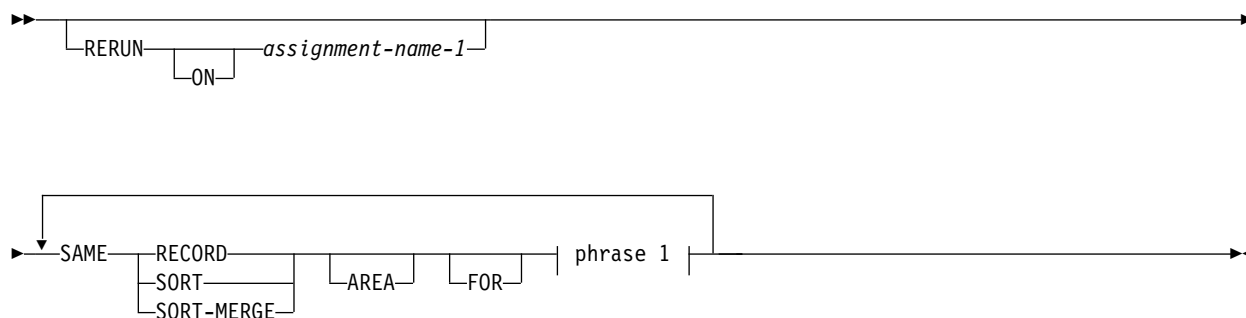 RERUN assignment-name-1
ON
SAME RECORD phrase 1
SORT AREA FOR
SORT-MERGE